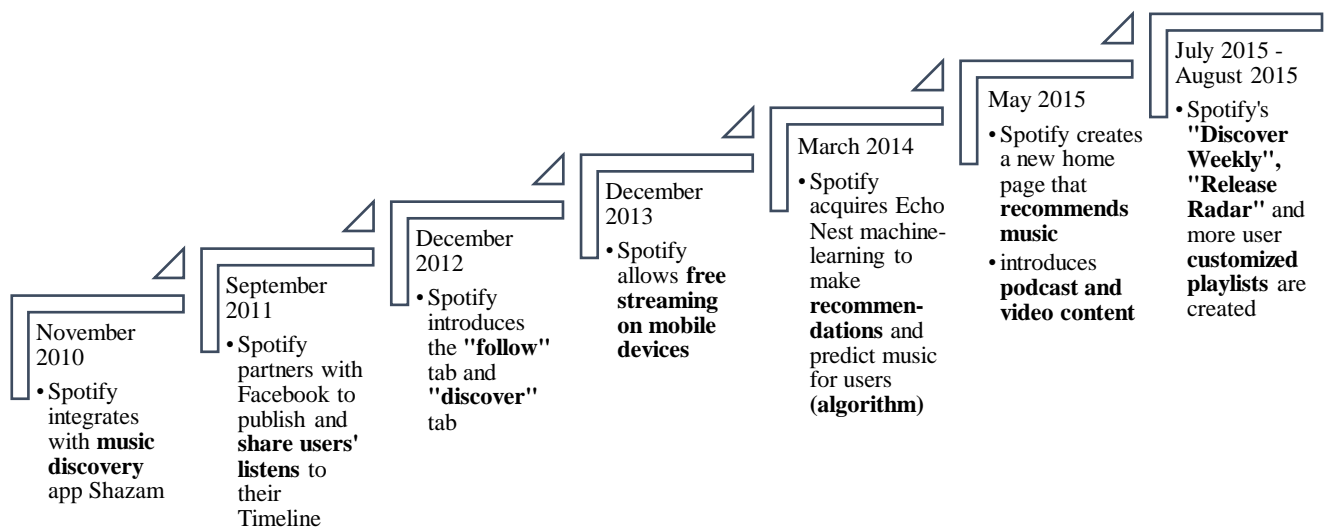 November
2010
• Spotify
integrates
with music
discovery
app Shazam
September
2011
• Spotify
partners with
Facebook to
publish and
share users'
listens to
their
Timeline
December
2012
• Spotify
introduces
the "follow"
tab and
"discover"
tab
December
2013
• Spotify
allows free
streaming
on mobile
devices
March 2014
• Spotify
acquires Echo
Nest machine-
learning to
make
recommen-
dations and
predict music
for users
(algorithm)
May 2015
• Spotify creates
a new home
page that
recommends
music
• introduces
podcast and
video content
July 2015 -
August 2015
• Spotify's
"Discover
Weekly",
"Release
Radar" and
more user
customized
playlists are
created